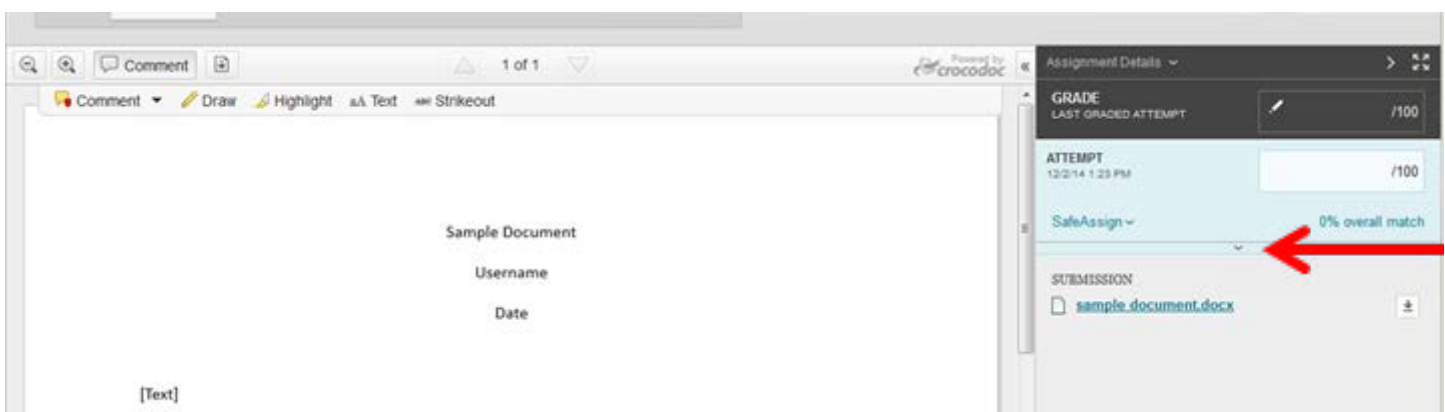 Comment
1 of 1
Powered by
crocodoc
Assignment Details
Comment Draw Highlight aA Text abc Strikeout
GRADE
LAST GRADED ATTEMPT
/100
ATTEMPT
12/2/14 1:23 PM
/100
SafeAssign
0% overall match
SUBMISSION
sample document.docx
Sample Document
Username
Date
[Text]